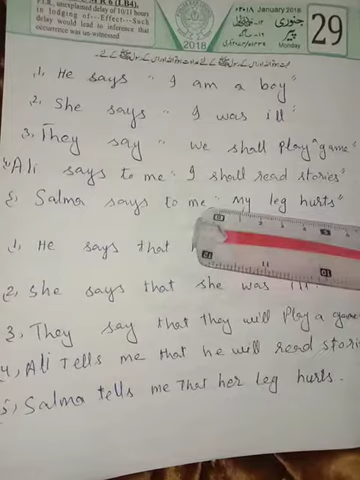 F.I.R., unexplained delay of 10/11 hours
in lodging of---Effect---Such
delay would lead to inference that
occurrence was un-witnessed
2018
January 2018
جنوری
پیر
Monday
29
1. He says "I am a boy"
2. She says "I was ill"
3. They say "we shall play "game"
4, Ali says to me "I shall read stories"
5. Salma says to me "My leg hurts"
1. He says that
2, She says that she was ill
3. They say that they will play a game
4, Ali Tells me that he will read stori
5, Salma tells me that her leg hurts.